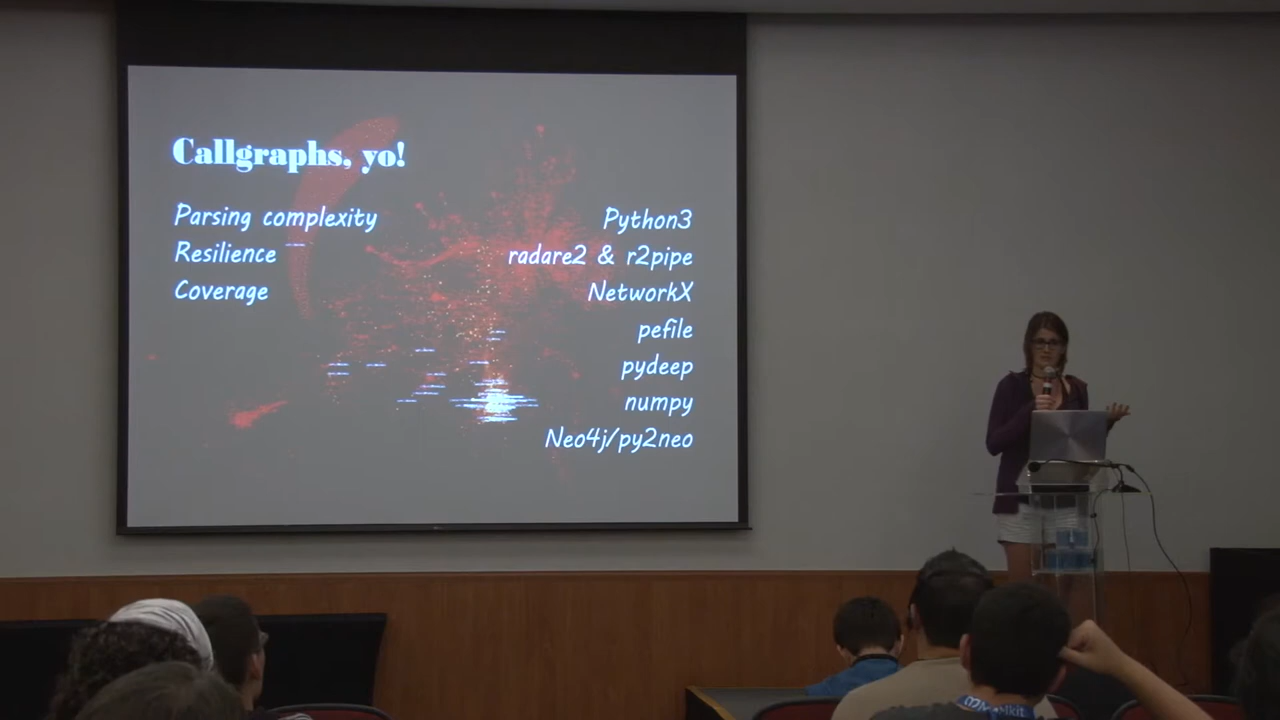 Callgraphs, yo!
Parsing complexity
Resilience
Coverage
Python3
radare2 & r2pipe
NetworkX
pefile
pydeep
numpy
Neo4j/py2neo